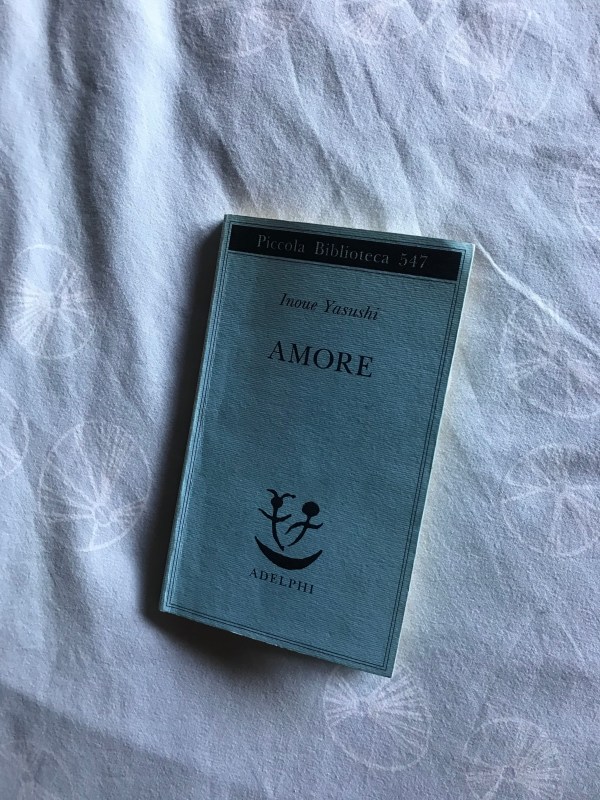 Piccola Biblioteca 547
Inoue Yasushi
AMORE
ADELPHI